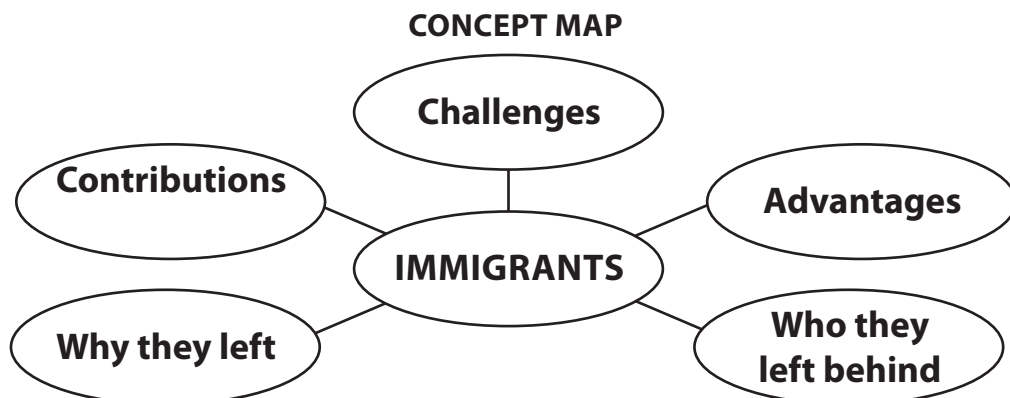 CONCEPT MAP
Challenges
Contributions
Advantages
IMMIGRANTS
Why they left
Who they
left behind